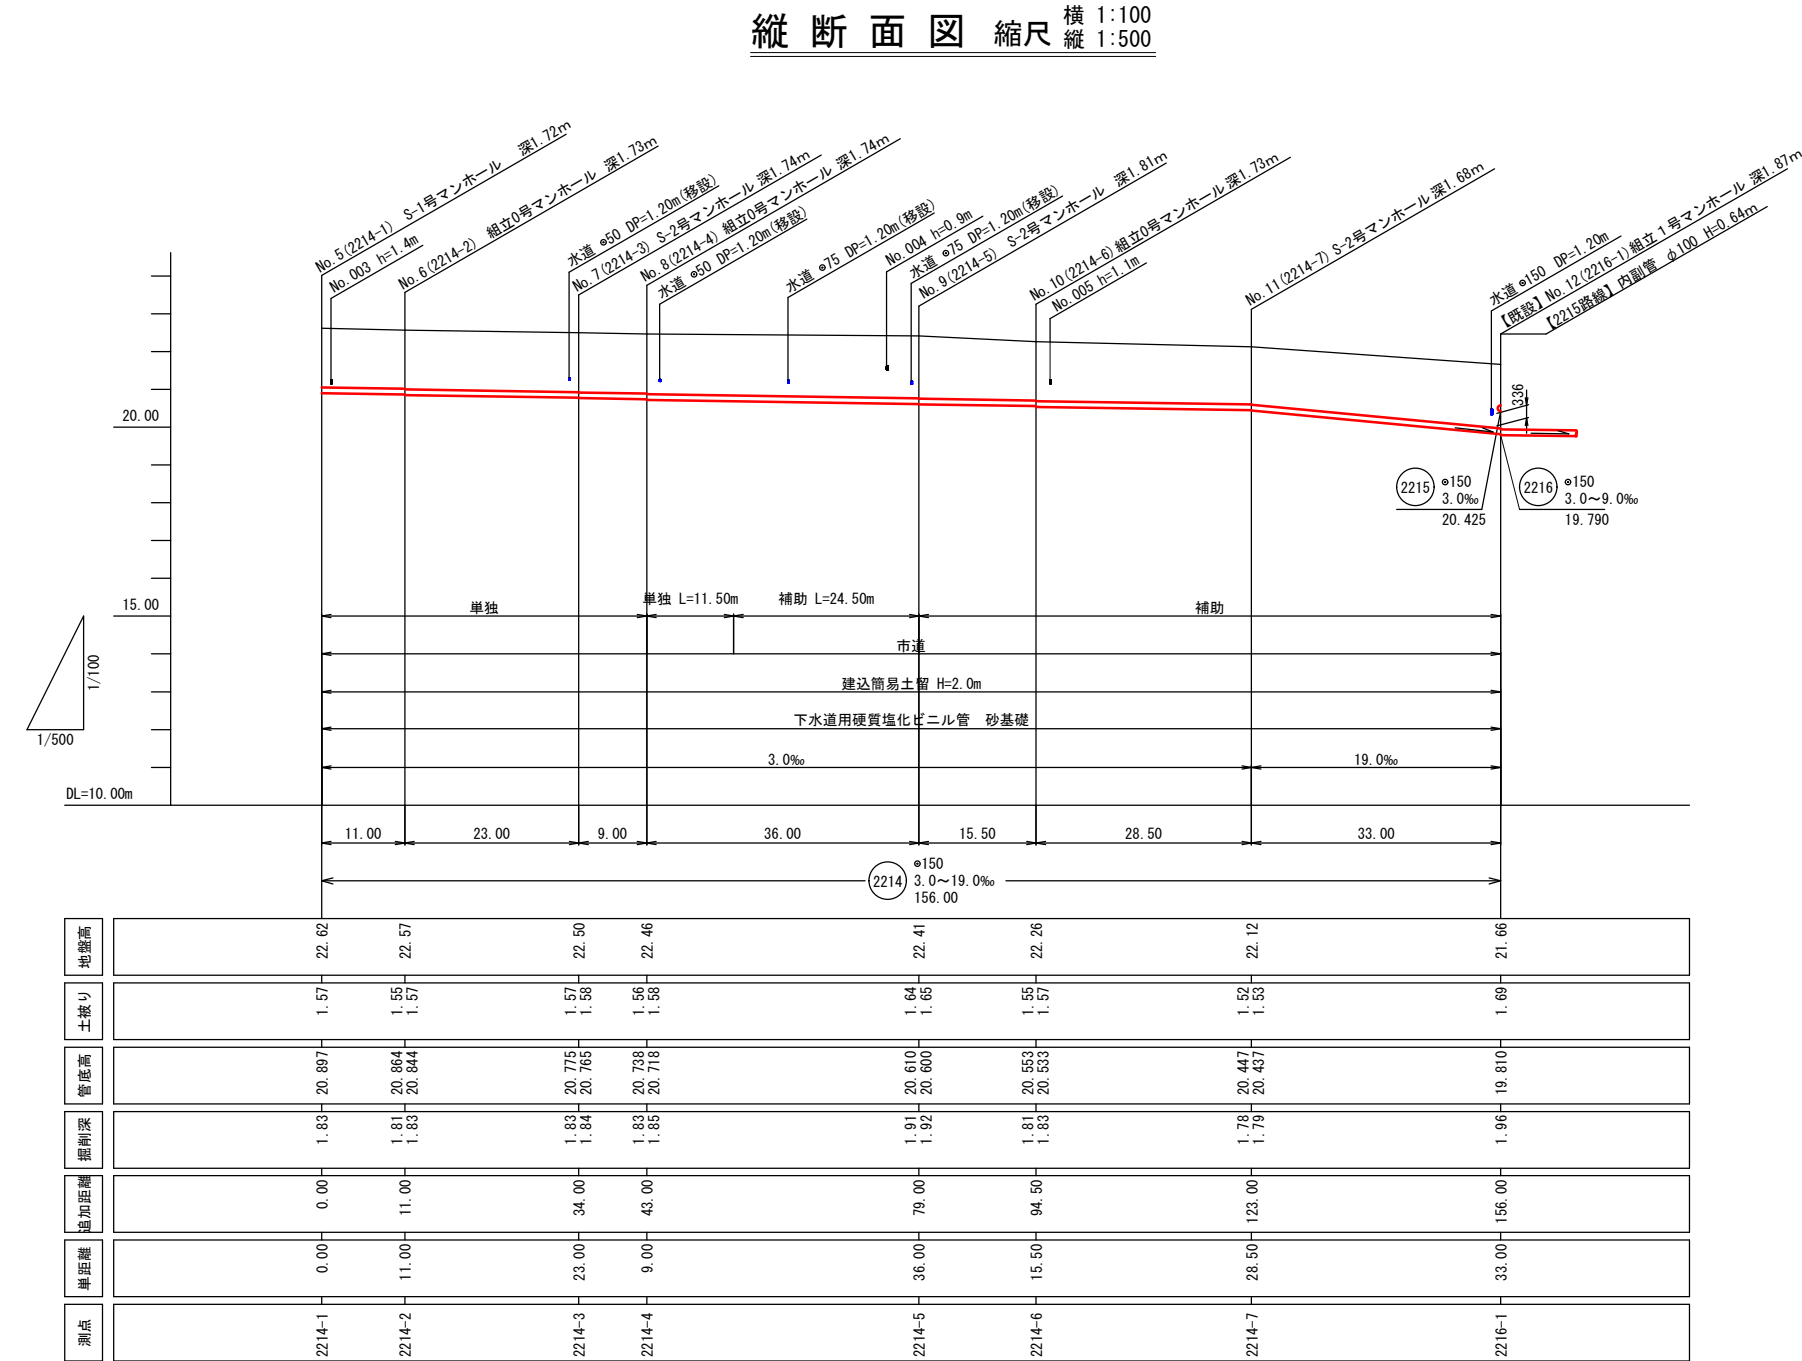 縦断面図 縮尺 横 1:100
縦 1:500
No.5(2214-1) S-1号マンホール 深1.72m
No.003 h=1.4m
No.6(2214-2) 組立0号マンホール 深1.73m
水道 ⌀50 DP=1.20m(移設)
No.7(2214-3) S-2号マンホール 深1.74m
No.8(2214-4) 組立0号マンホール 深1.74m
水道 ⌀50 DP=1.20m(移設)
水道 ⌀75 DP=1.20m(移設)
No.004 h=0.9m
水道 ⌀75 DP=1.20m(移設)
No.9(2214-5) S-2号マンホール 深1.81m
No.10(2214-6)組立0号マンホール 深1.73m
No.005 h=1.1m
No.11(2214-7) S-2号マンホール 深1.68m
水道 ⌀150 DP=1.20m
【既設】No.12(2216-1)組立1号マンホール 深1.87m
【2215路線】内副管 φ100 H=0.64m
336
20.00
2215 ⌀150
3.0‰
20.425
2216 ⌀150
3.0～9.0‰
19.790
15.00
単独
単独 L=11.50m
補助 L=24.50m
補助
市道
1/100
1/500
建込簡易土留 H=2.0m
下水道用硬質塩化ビニル管 砂基礎
3.0‰
19.0‰
DL=10.00m
11.00 23.00 9.00 36.00 15.50 28.50 33.00
2214 ⌀150
3.0～19.0‰
156.00
地盤高 22.62 22.57 22.50 22.46 22.41 22.26 22.12 21.66
土被り 1.57 1.55 1.57 1.57 1.58 1.56 1.58 1.64 1.65 1.55 1.57 1.52 1.53 1.69
管底高 20.897 20.864 20.844 20.775 20.765 20.738 20.718 20.610 20.600 20.553 20.533 20.447 20.437 19.810
掘削深 1.83 1.81 1.83 1.83 1.84 1.83 1.85 1.91 1.92 1.81 1.83 1.78 1.79 1.96
追加距離 0.00 11.00 34.00 43.00 79.00 94.50 123.00 156.00
単距離 0.00 11.00 23.00 9.00 36.00 15.50 28.50 33.00
測点 2214-1 2214-2 2214-3 2214-4 2214-5 2214-6 2214-7 2216-1